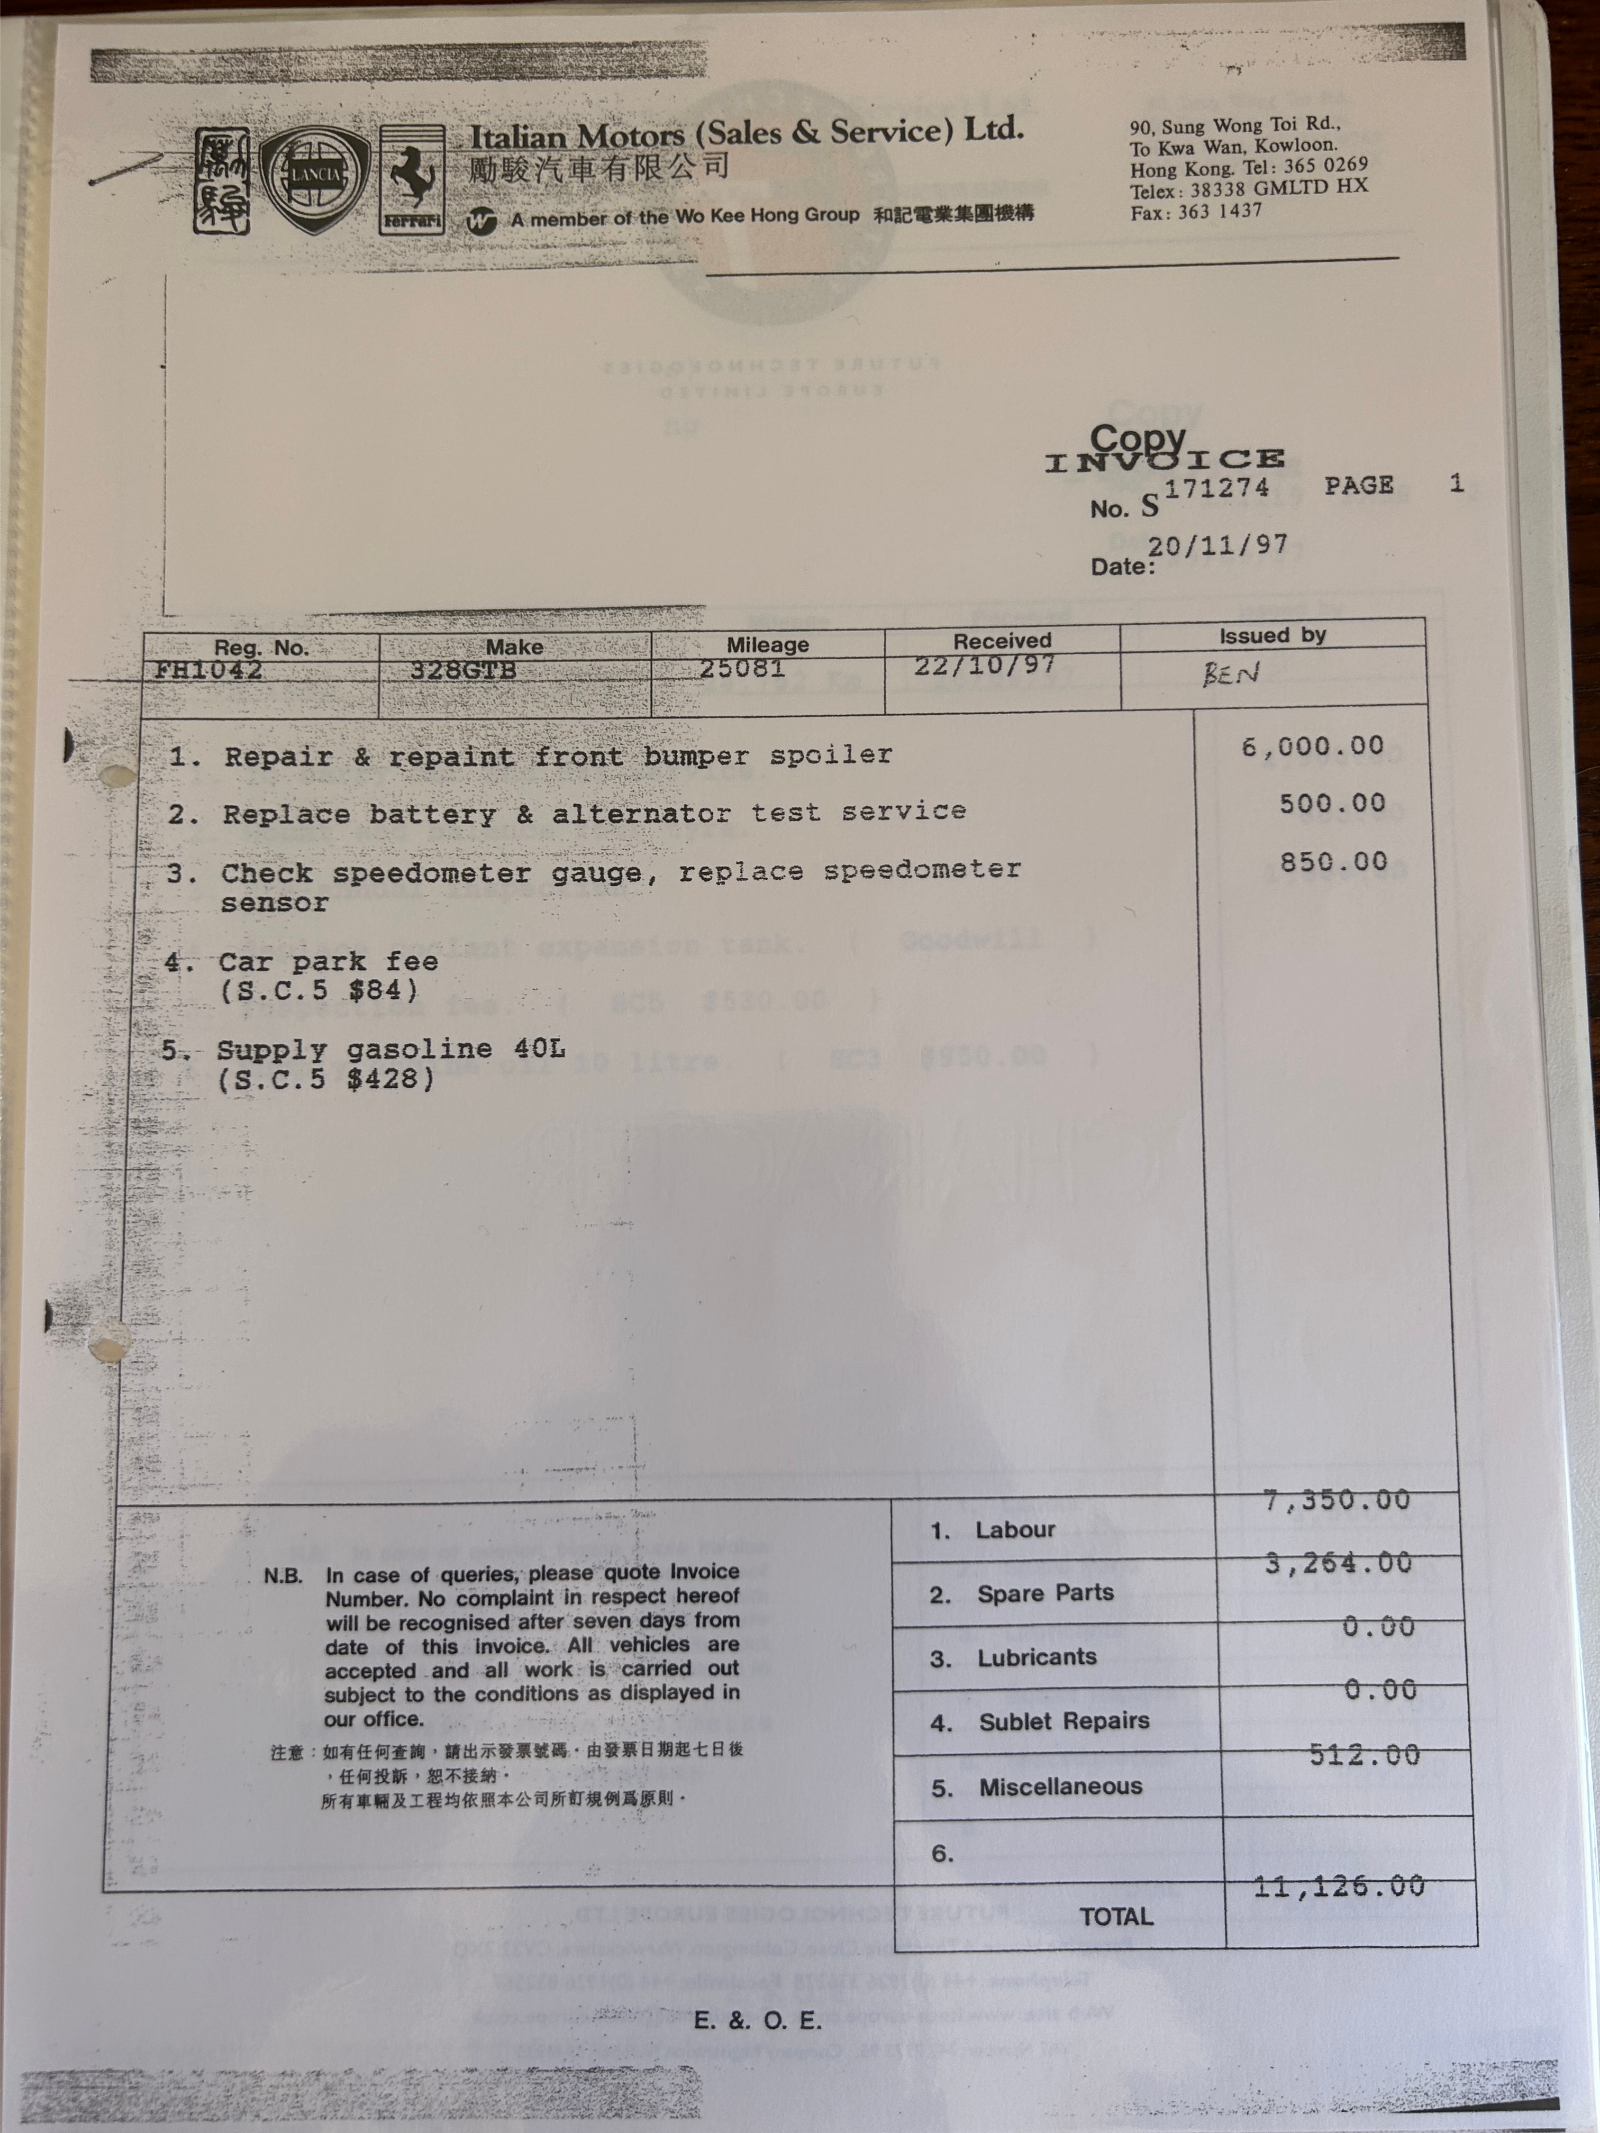 Italian Motors (Sales & Service) Ltd.
勵駿汽車有限公司
A member of the Wo Kee Hong Group 和記電業集團機構
LANCIA
Ferrari
90, Sung Wong Toi Rd.,
To Kwa Wan, Kowloon.
Hong Kong. Tel: 365 0269
Telex: 38338 GMLTD HX
Fax: 363 1437
Copy
INVOICE
No. S 171274 PAGE 1
Date: 20/11/97
Reg. No. Make Mileage Received Issued by
FH1042 328GTB 25081 22/10/97 BEN
1. Repair & repaint front bumper spoiler 6,000.00
2. Replace battery & alternator test service 500.00
3. Check speedometer gauge, replace speedometer 850.00
sensor
4. Car park fee
(S.C.5 $84)
5. Supply gasoline 40L
(S.C.5 $428)
1. Labour 7,350.00
2. Spare Parts 3,264.00
3. Lubricants 0.00
4. Sublet Repairs 0.00
5. Miscellaneous 512.00
6.
TOTAL 11,126.00
N.B. In case of queries, please quote Invoice
Number. No complaint in respect hereof
will be recognised after seven days from
date of this invoice. All vehicles are
accepted and all work is carried out
subject to the conditions as displayed in
our office.
注意：如有任何查詢，請出示發票號碼。由發票日期起七日後
，任何投訴，恕不接納。
所有車輛及工程均依照本公司所訂規例爲原則。
E. &. O. E.